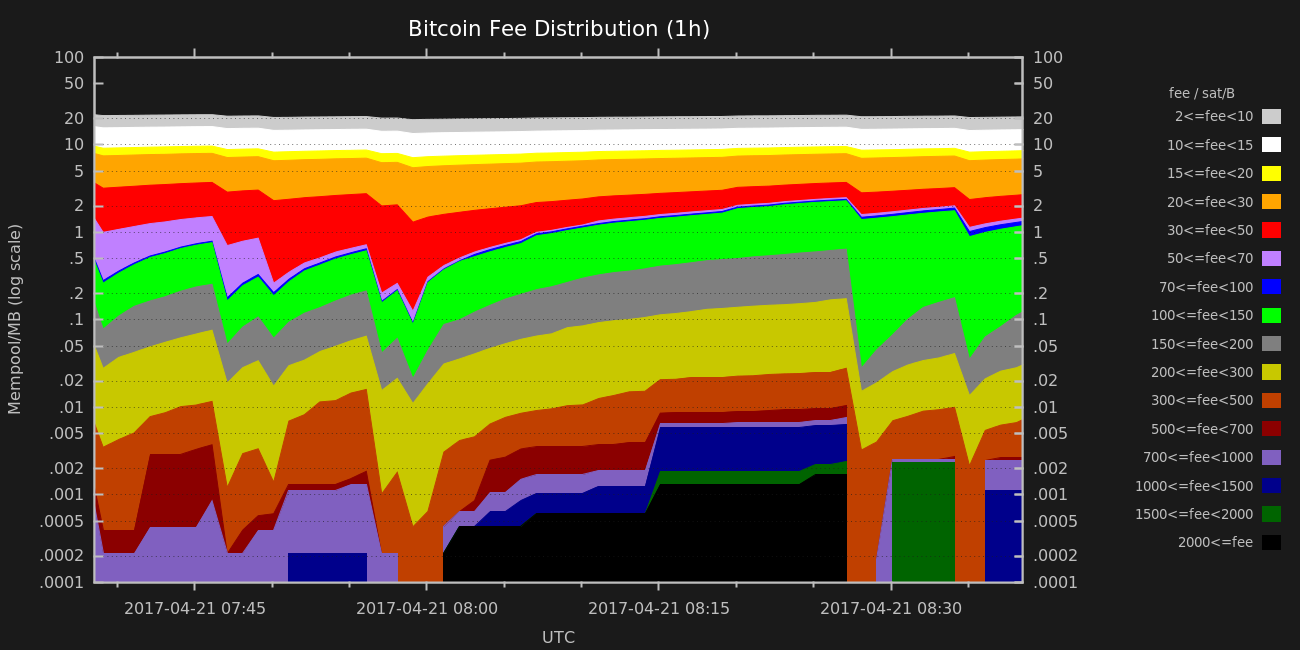 Bitcoin Fee Distribution (1h)
Mempool/MB (log scale)
100
50
20
10
5
2
1
.5
.2
.1
.05
.02
.01
.005
.002
.001
.0005
.0002
.0001
100
50
20
10
5
2
1
.5
.2
.1
.05
.02
.01
.005
.002
.001
.0005
.0002
.0001
2017-04-21 07:45
2017-04-21 08:00
2017-04-21 08:15
2017-04-21 08:30
UTC
fee / sat/B
2<=fee<10
10<=fee<15
15<=fee<20
20<=fee<30
30<=fee<50
50<=fee<70
70<=fee<100
100<=fee<150
150<=fee<200
200<=fee<300
300<=fee<500
500<=fee<700
700<=fee<1000
1000<=fee<1500
1500<=fee<2000
2000<=fee